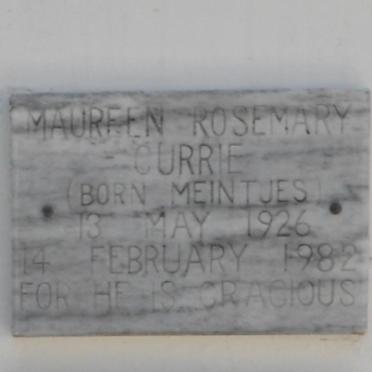 MAUREEN ROSEMARY
CURRIE
(BORN MEINTJES)
13 MAY 1926
14 FEBRUARY 1982
FOR HE IS GRACIOUS